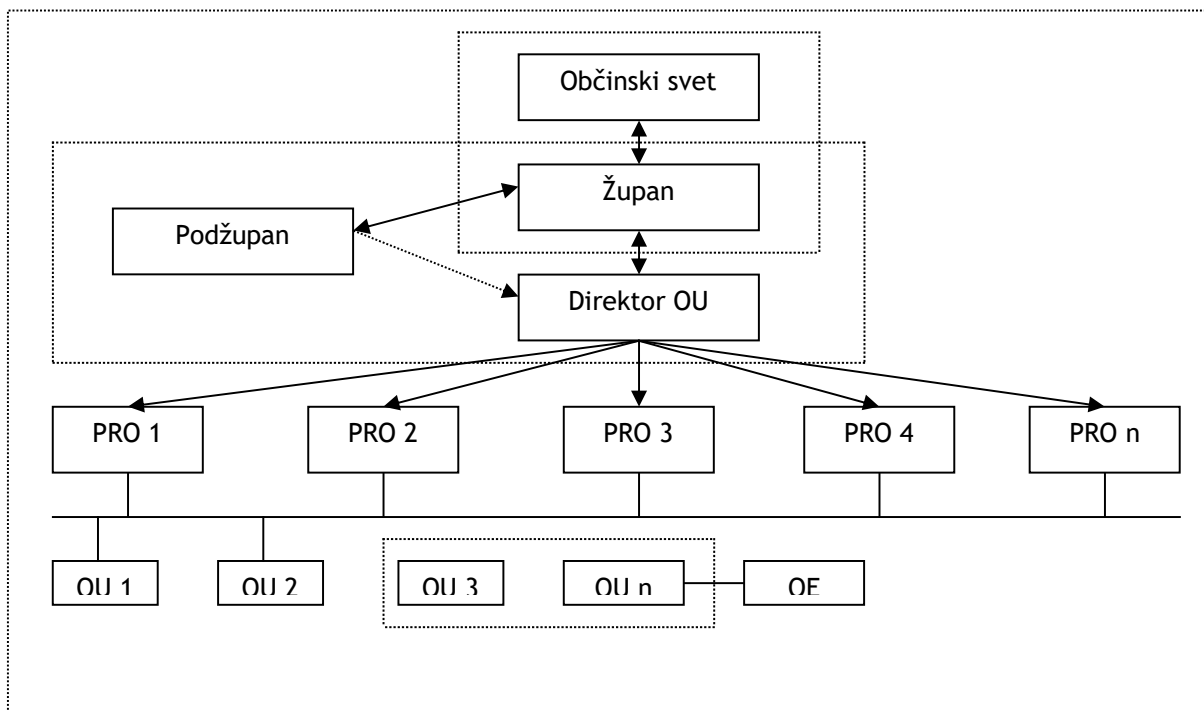 Občinski svet
Župan
Podžupan
Direktor OU
PRO 1
PRO 2
PRO 3
PRO 4
PRO n
OU 1
OU 2
OU 3
OU n
OE